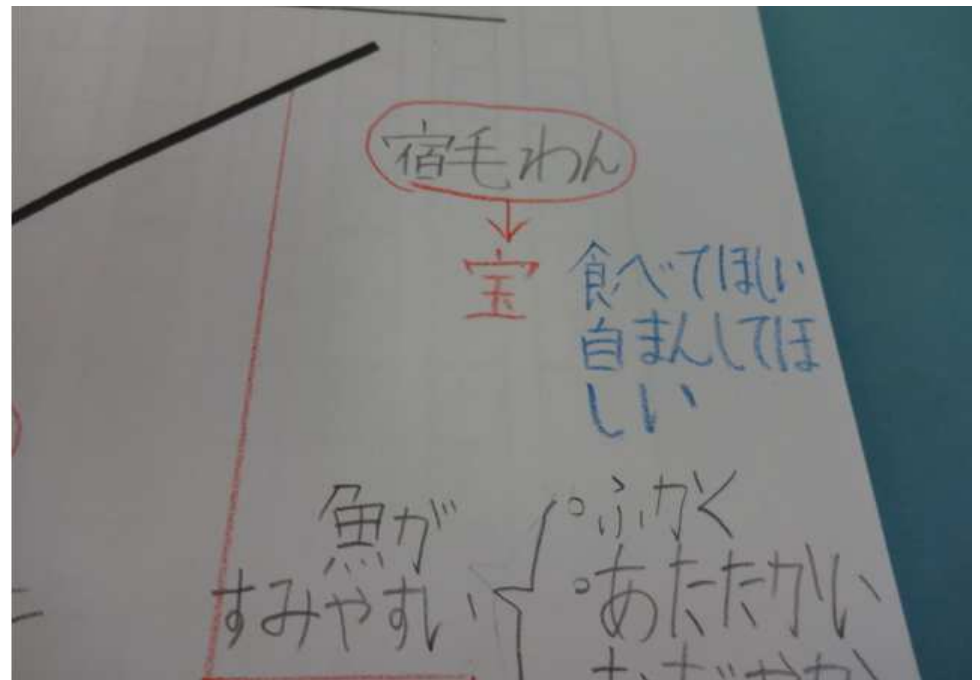 宿毛わん
宝
食べてほしい
自まんしてほ
しい
魚が
すみやすい
ふかく
あたたかい